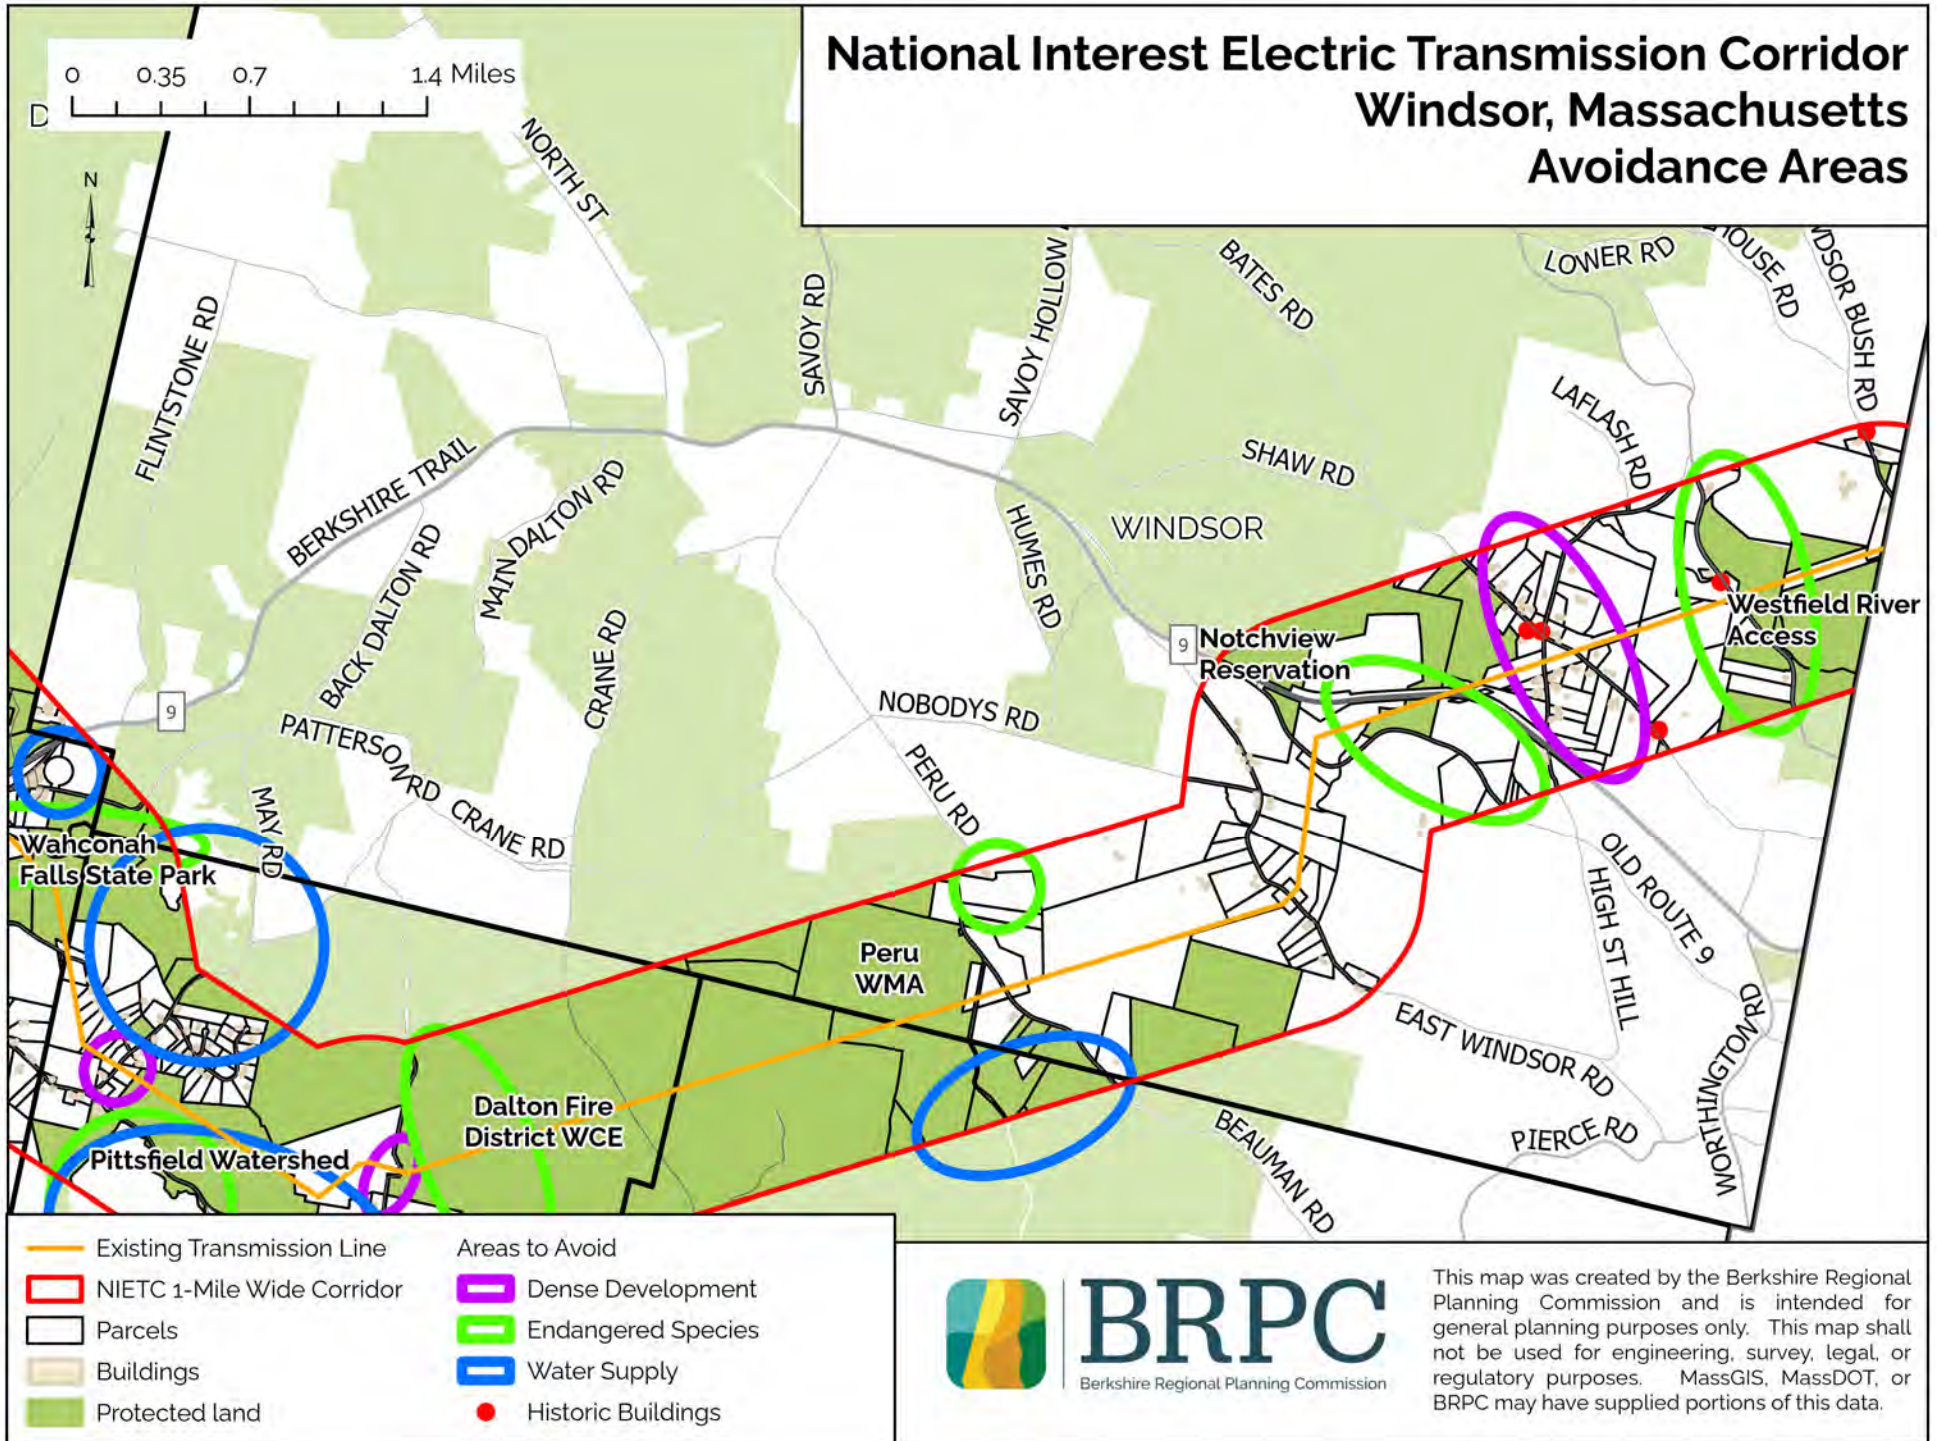 National Interest Electric Transmission Corridor
Windsor, Massachusetts
Avoidance Areas
0 0.35 0.7 1.4 Miles
D
N
NORTH ST
SAVOY RD
SAVOY HOLLOW
BATES RD
LOWER RD
HOUSE RD
DSOR BUSH RD
FLINTSTONE RD
LAFLASH RD
BERKSHIRE TRAIL
MAIN DALTON RD
BACK DALTON RD
SHAW RD
HUMES RD
WINDSOR
CRANE RD
9
Notchview
Reservation
Westfield River
Access
9
NOBODYS RD
PATTERSON RD
PERU RD
MAY RD
CRANE RD
Wahconah
Falls State Park
OLD ROUTE 9
HIGH ST HILL
Peru
WMA
EAST WINDSOR RD
WORTHINGTON RD
Dalton Fire
District WCE
PIERCE RD
BEAUMAN RD
Pittsfield Watershed
Existing Transmission Line
NIETC 1-Mile Wide Corridor
Parcels
Buildings
Protected land
Areas to Avoid
Dense Development
Endangered Species
Water Supply
Historic Buildings
BRPC
Berkshire Regional Planning Commission
This map was created by the Berkshire Regional
Planning Commission and is intended for
general planning purposes only. This map shall
not be used for engineering, survey, legal, or
regulatory purposes. MassGIS, MassDOT, or
BRPC may have supplied portions of this data.